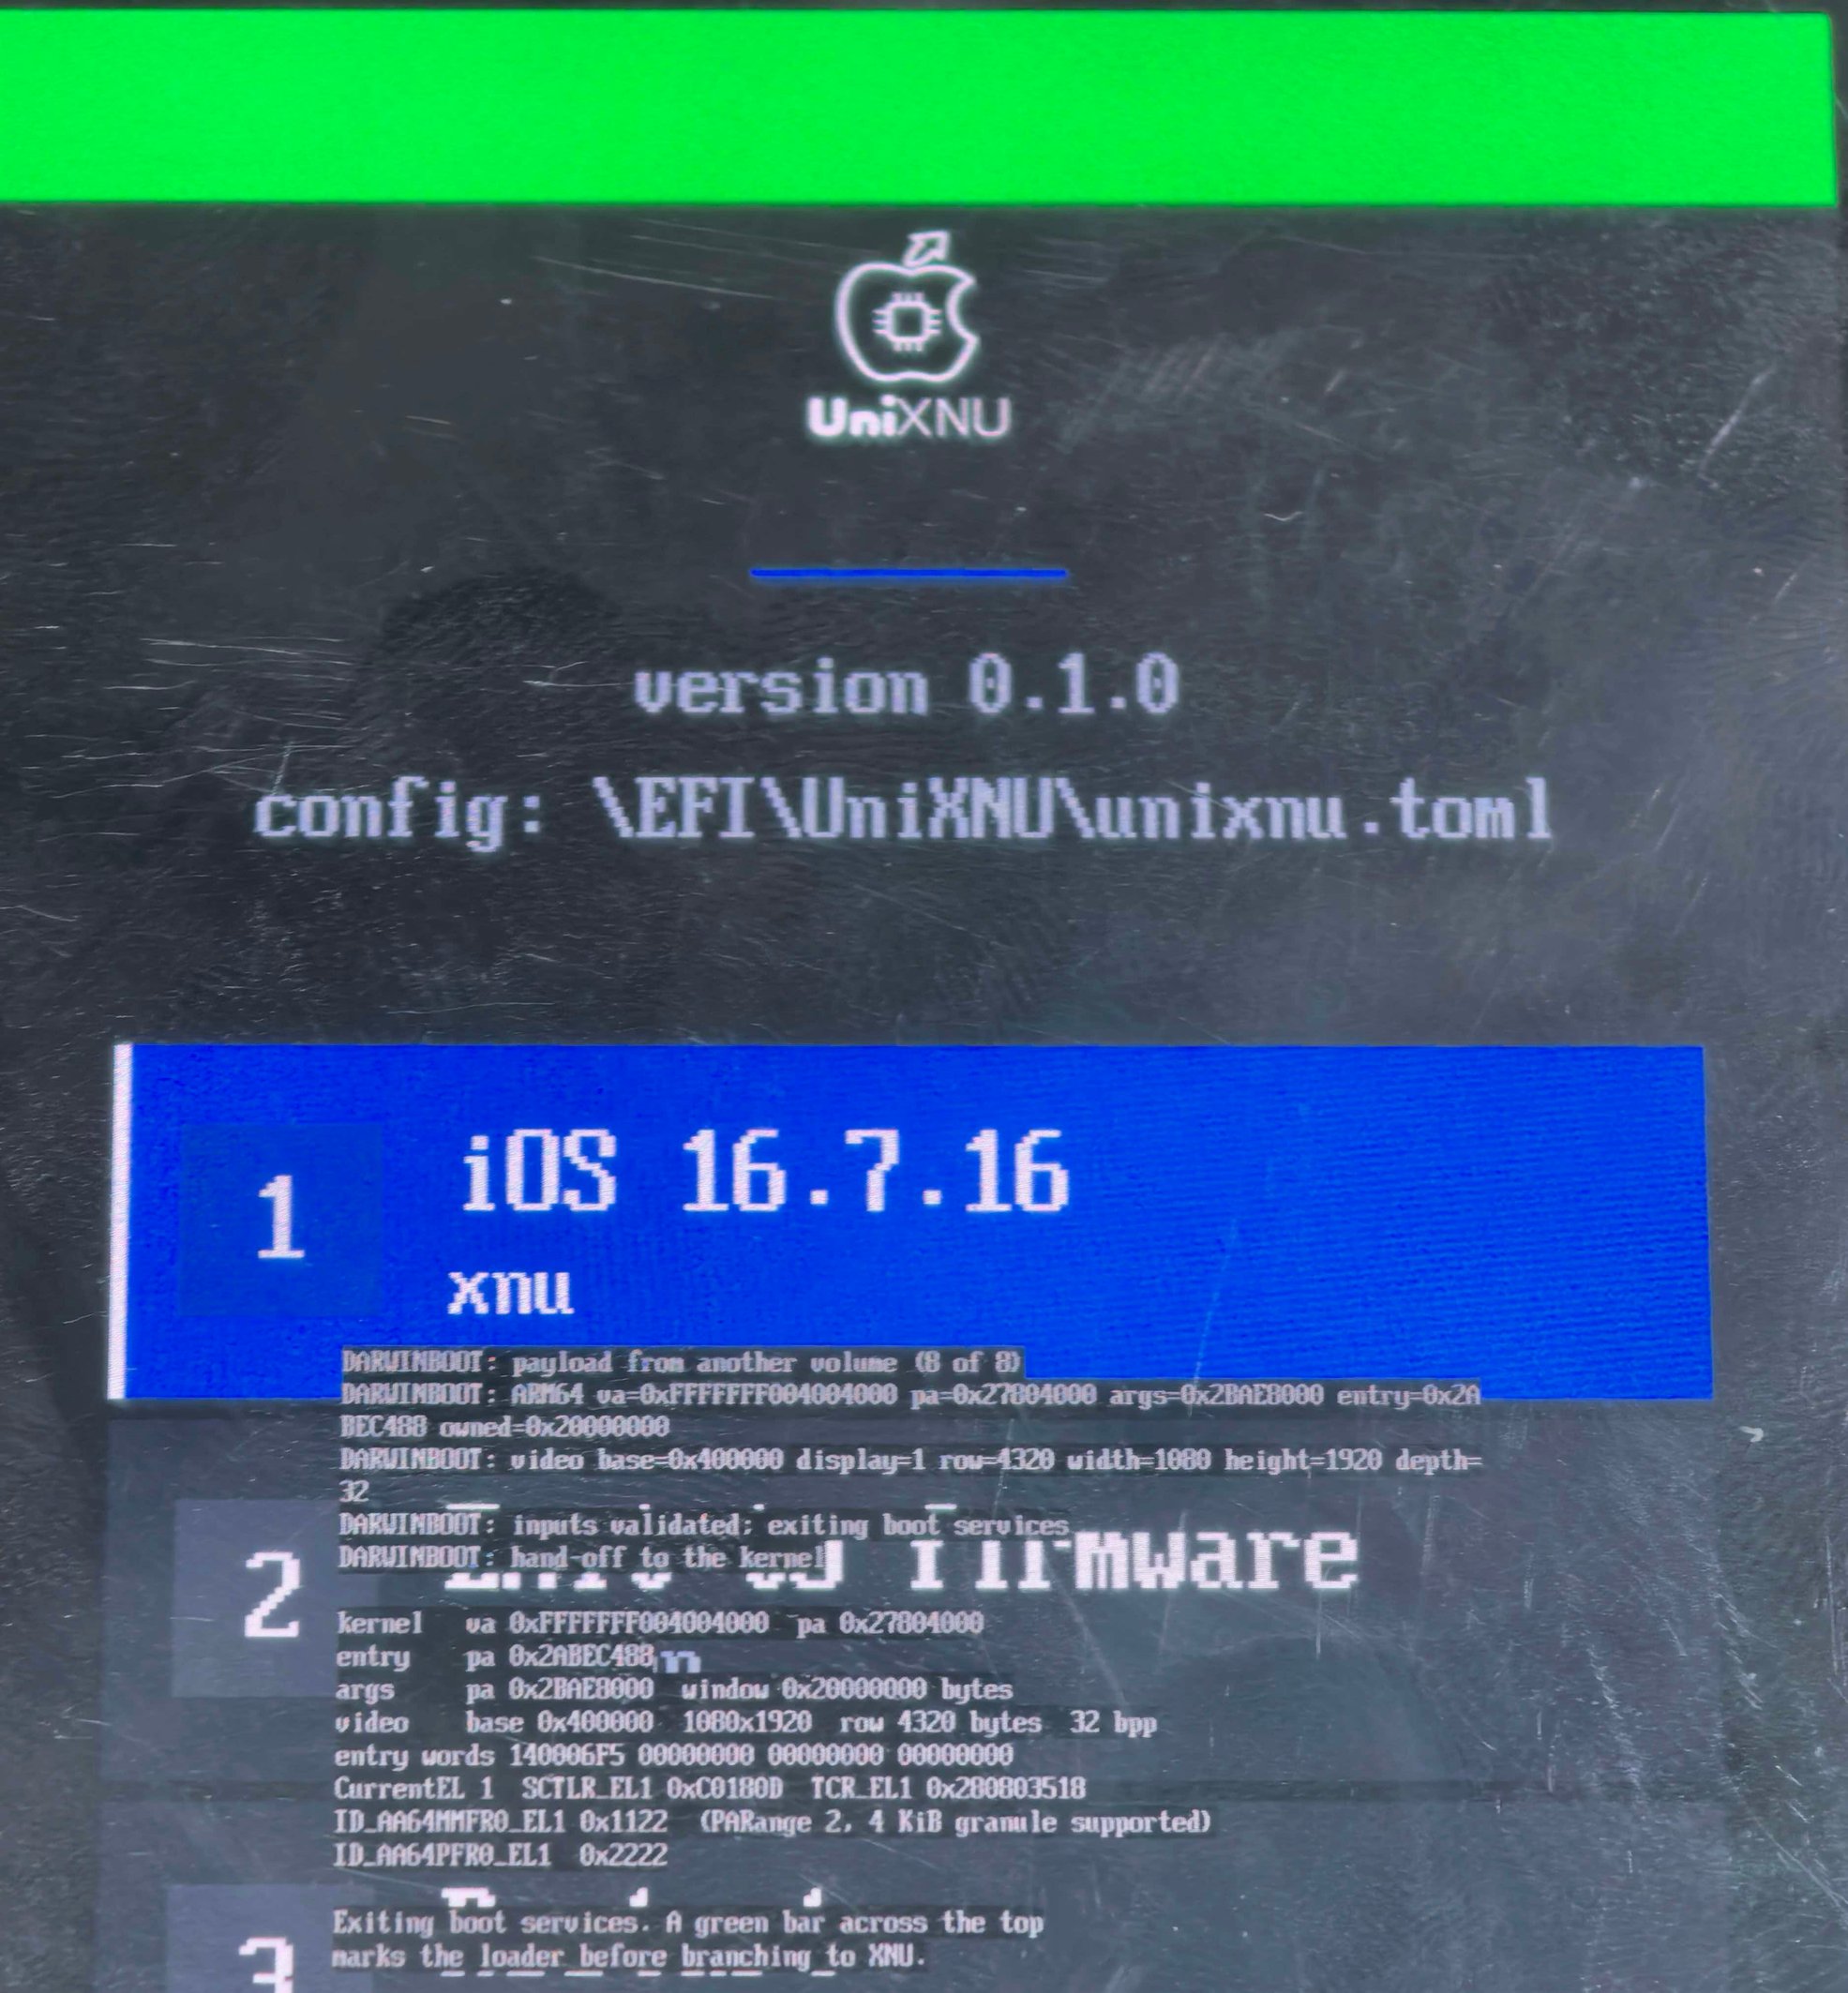 UniXNU
version 0.1.0
config: \EFI\UniXNU\unixnu.toml
1
iOS 16.7.16
xnu
DARWINBOOT: payload from another volume (8 of 8)
DARWINBOOT: ARM64 va=0xFFFFFFF004004000 pa=0x27804000 args=0x2BAE8000 entry=0x2A
BEC488 owned=0x20000000
DARWINBOOT: video base=0x400000 display=1 row=4320 width=1080 height=1920 depth=
32
DARWINBOOT: inputs validated; exiting boot services
DARWINBOOT: hand-off to the kernel
2
firmware
kernel va 0xFFFFFFF004004000 pa 0x27804000
entry pa 0x2ABEC488
args pa 0x2BAE8000 window 0x20000000 bytes
video base 0x400000 1080x1920 row 4320 bytes 32 bpp
entry words 140006F5 00000000 00000000 00000000
CurrentEL 1 SCTLR_EL1 0xC0180D TCR_EL1 0x280803518
ID_AA64MMFR0_EL1 0x1122 (PARange 2, 4 KiB granule supported)
ID_AA64PFR0_EL1 0x2222
3
Exiting boot services. A green bar across the top
marks the loader before branching to XNU.